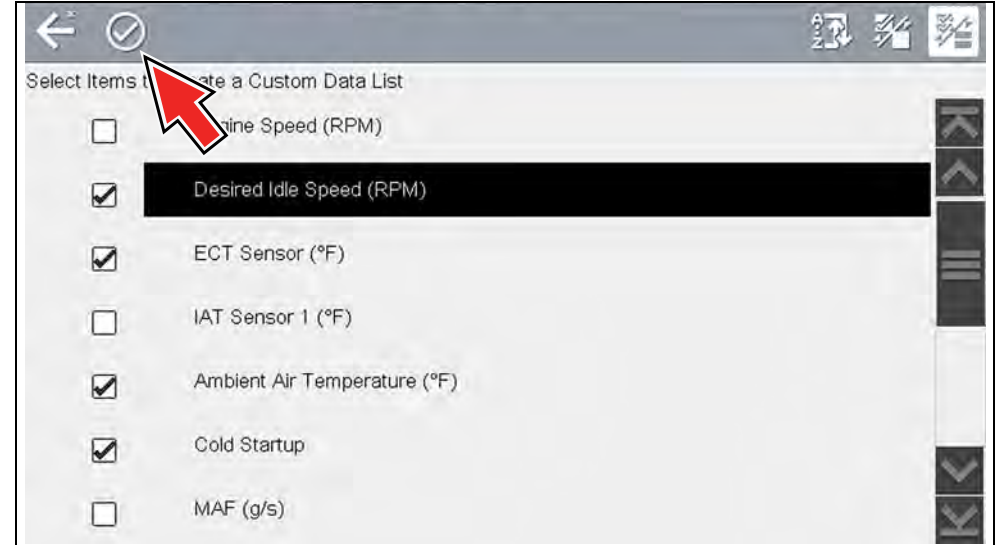 A
Z
Select Items t ate a Custom Data List
gine Speed (RPM)
Desired Idle Speed (RPM)
ECT Sensor (°F)
IAT Sensor 1 (°F)
Ambient Air Temperature (°F)
Cold Startup
MAF (g/s)